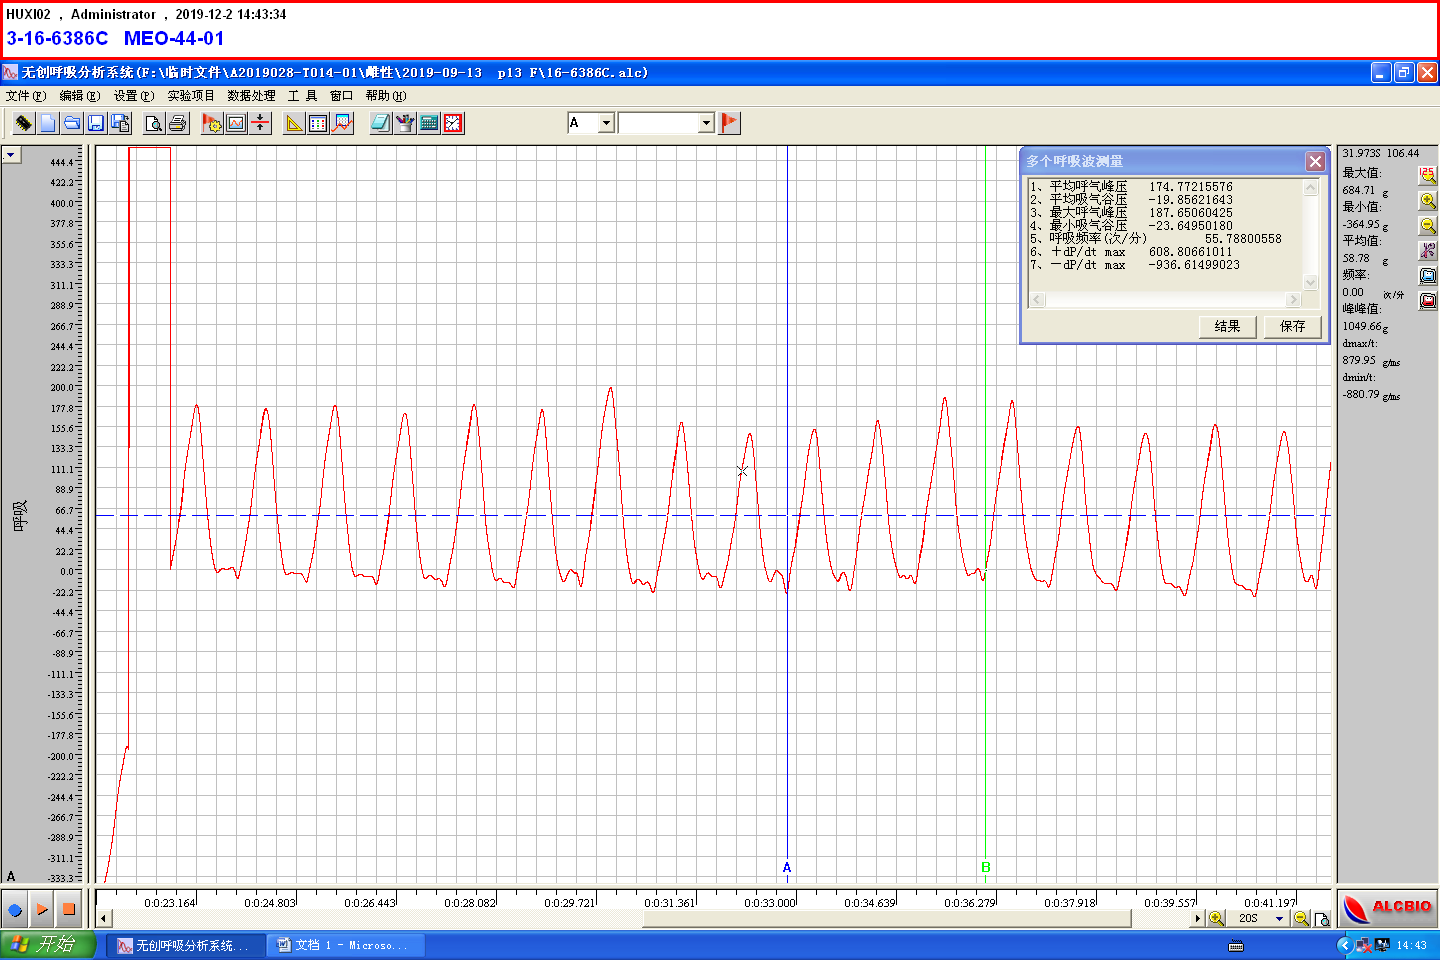 HUXI02 , Administrator , 2019-12-2 14:43:34
3-16-6386C MEO-44-01
无创呼吸分析系统(F:\临时文件\A2019028-T014-01\雌性\2019-09-13 p13 F\16-6386C.alc)
文件(F) 编辑(E) 设置(P) 实验项目 数据处理 工 具 窗口 帮助(H)
A
444.4
422.2
400.0
377.8
355.6
333.3
311.1
288.9
266.7
244.4
222.2
200.0
177.8
155.6
133.3
111.1
88.9
66.7
44.4
22.2
0.0
-22.2
-44.4
-66.7
-88.9
-111.1
-133.3
-155.6
-177.8
-200.0
-222.2
-244.4
-266.7
-288.9
-311.1
-333.3
呼吸
A
多个呼吸波测量
1、平均呼气峰压 174.77215576
2、平均吸气谷压 -19.85621643
3、最大呼气峰压 187.65060425
4、最小吸气谷压 -23.64950180
5、呼吸频率(次/分) 55.78800558
6、+dP/dt max 608.80661011
7、-dP/dt max -936.61499023
结果 保存
31.973S 106.44
最大值:
684.71 g
最小值:
-364.95 g
平均值:
58.78 g
频率:
0.00 次/分
峰峰值:
1049.66 g
dmax/t:
879.95 g/ms
dmin/t:
-880.79 g/ms
125
A B
0:0:23.164 0:0:24.803 0:0:26.443 0:0:28.082 0:0:29.721 0:0:31.361 0:0:33.000 0:0:34.639 0:0:36.279 0:0:37.918 0:0:39.557 0:0:41.197
20S
ALCBIO
开始 无创呼吸分析系统... 文档 1 - Microso... 14:43